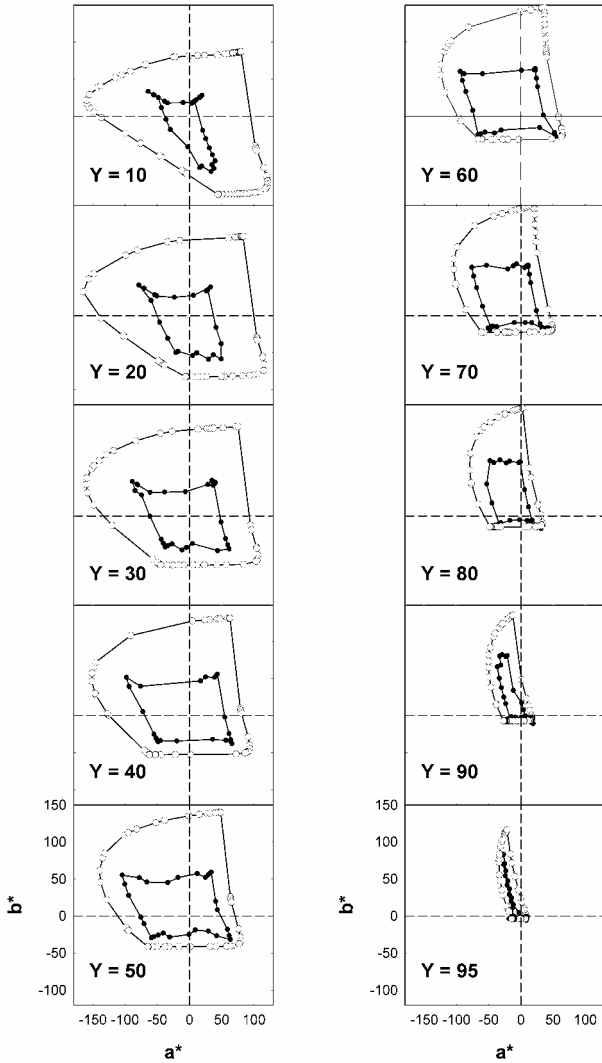 Y = 10
Y = 60
Y = 20
Y = 70
Y = 30
Y = 80
Y = 40
Y = 90
150
100
50
0
-50
-100
b*
Y = 50
150
100
50
0
-50
-100
b*
Y = 95
-150 -100 -50 0 50 100
-150 -100 -50 0 50 100
a*
a*